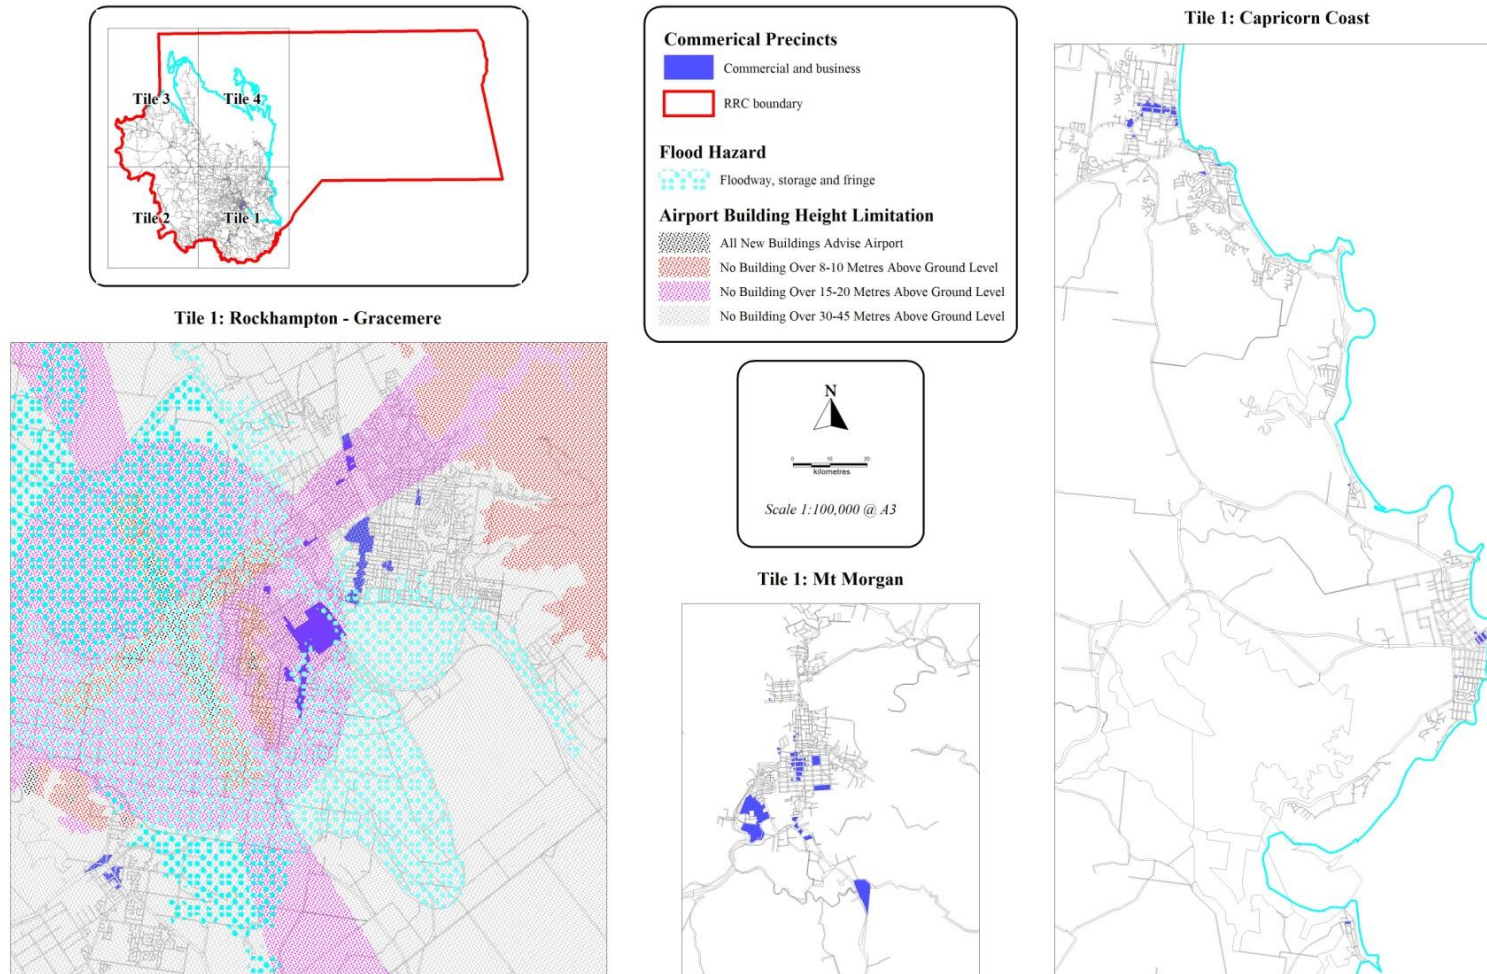 Tile 3
Tile 4
Tile 2
Tile 1
Commerical Precincts
Commercial and business
RRC boundary
Flood Hazard
Floodway, storage and fringe
Airport Building Height Limitation
All New Buildings Advise Airport
No Building Over 8-10 Metres Above Ground Level
No Building Over 15-20 Metres Above Ground Level
No Building Over 30-45 Metres Above Ground Level
Tile 1: Capricorn Coast
Tile 1: Rockhampton - Gracemere
N
0 10 20
kilometres
Scale 1:100,000 @ A3
Tile 1: Mt Morgan